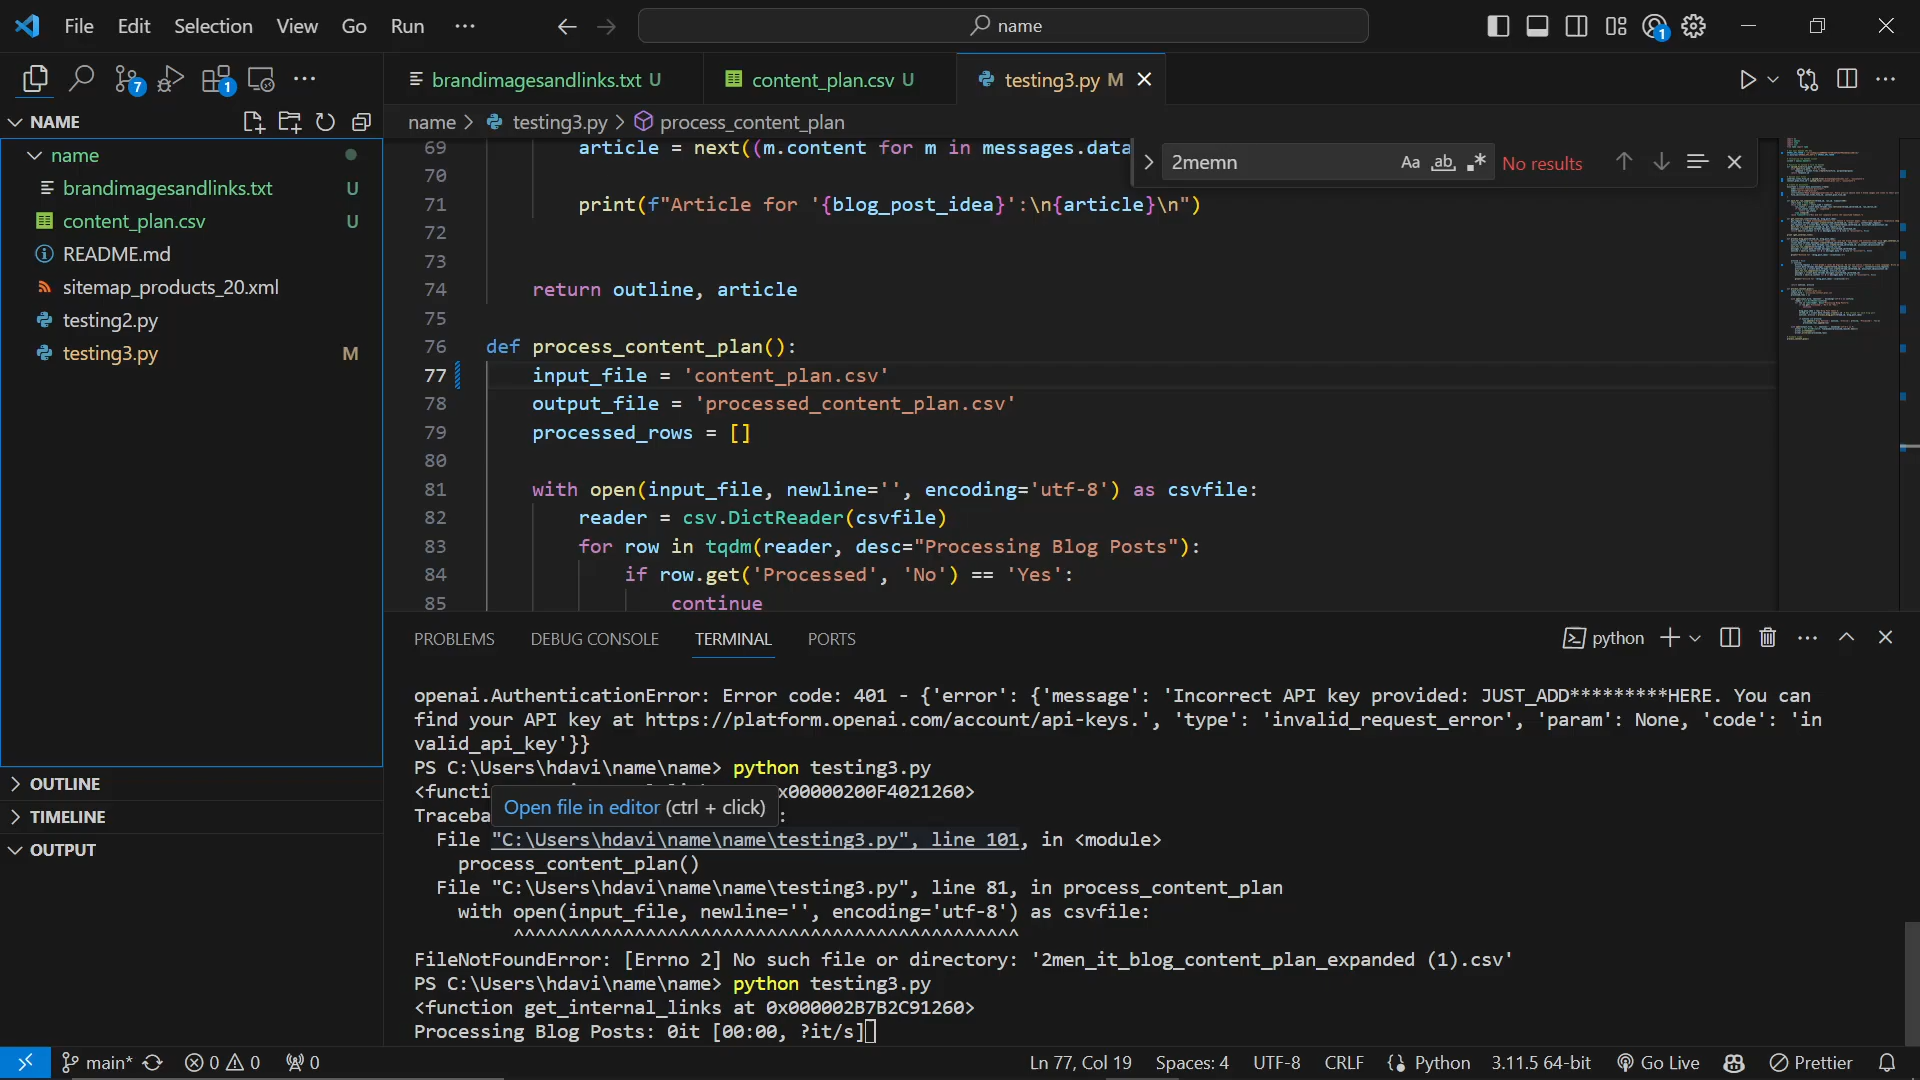 File Edit Selection View Go Run ··· name
7 1 ···
brandimagesandlinks.txt U content_plan.csv U testing3.py M
NAME
name > testing3.py > process_content_plan
name
brandimagesandlinks.txt U
content_plan.csv U
README.md
sitemap_products_20.xml
testing2.py
testing3.py M
OUTLINE
TIMELINE
OUTPUT
2memn Aa ab No results
69 article = next((m.content for m in messages.data
70
71 print(f"Article for '{blog_post_idea}':\n{article}\n")
72
73
74 return outline, article
75
76 def process_content_plan():
77 input_file = 'content_plan.csv'
78 output_file = 'processed_content_plan.csv'
79 processed_rows = []
80
81 with open(input_file, newline='', encoding='utf-8') as csvfile:
82 reader = csv.DictReader(csvfile)
83 for row in tqdm(reader, desc="Processing Blog Posts"):
84 if row.get('Processed', 'No') == 'Yes':
85 continue
PROBLEMS DEBUG CONSOLE TERMINAL PORTS python
openai.AuthenticationError: Error code: 401 - {'error': {'message': 'Incorrect API key provided: JUST_ADD*********HERE. You can
find your API key at https://platform.openai.com/account/api-keys.', 'type': 'invalid_request_error', 'param': None, 'code': 'in
valid_api_key'}}
PS C:\Users\hdavi\name\name> python testing3.py
<functi x00000200F4021260>
Open file in editor (ctrl + click)
Traceba :
File "C:\Users\hdavi\name\name\testing3.py", line 101, in <module>
process_content_plan()
File "C:\Users\hdavi\name\name\testing3.py", line 81, in process_content_plan
with open(input_file, newline='', encoding='utf-8') as csvfile:
^^^^^^^^^^^^^^^^^^^^^^^^^^^^^^^^^^^^^^^^^^^^
FileNotFoundError: [Errno 2] No such file or directory: '2men_it_blog_content_plan_expanded (1).csv'
PS C:\Users\hdavi\name\name> python testing3.py
<function get_internal_links at 0x000002B7B2C91260>
Processing Blog Posts: 0it [00:00, ?it/s]
main* 0 0 0 Ln 77, Col 19 Spaces: 4 UTF-8 CRLF Python 3.11.5 64-bit Go Live Prettier